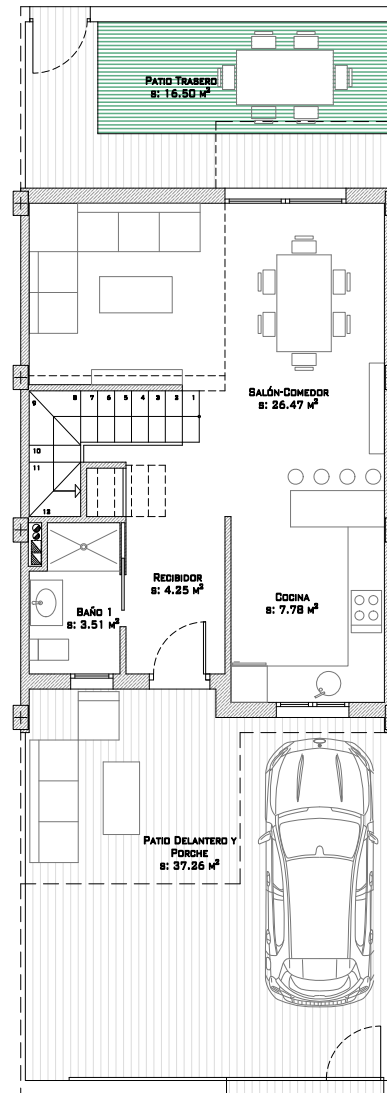 Patio Trasero
s: 16.50 m²
Salón-Comedor
s: 26.47 m²
9 8 7 6 5 4 3 2 1
10
11
12
Recibidor
s: 4.25 m²
Cocina
s: 7.78 m²
Baño 1
s: 3.51 m²
Patio Delantero y
Porche
s: 37.26 m²